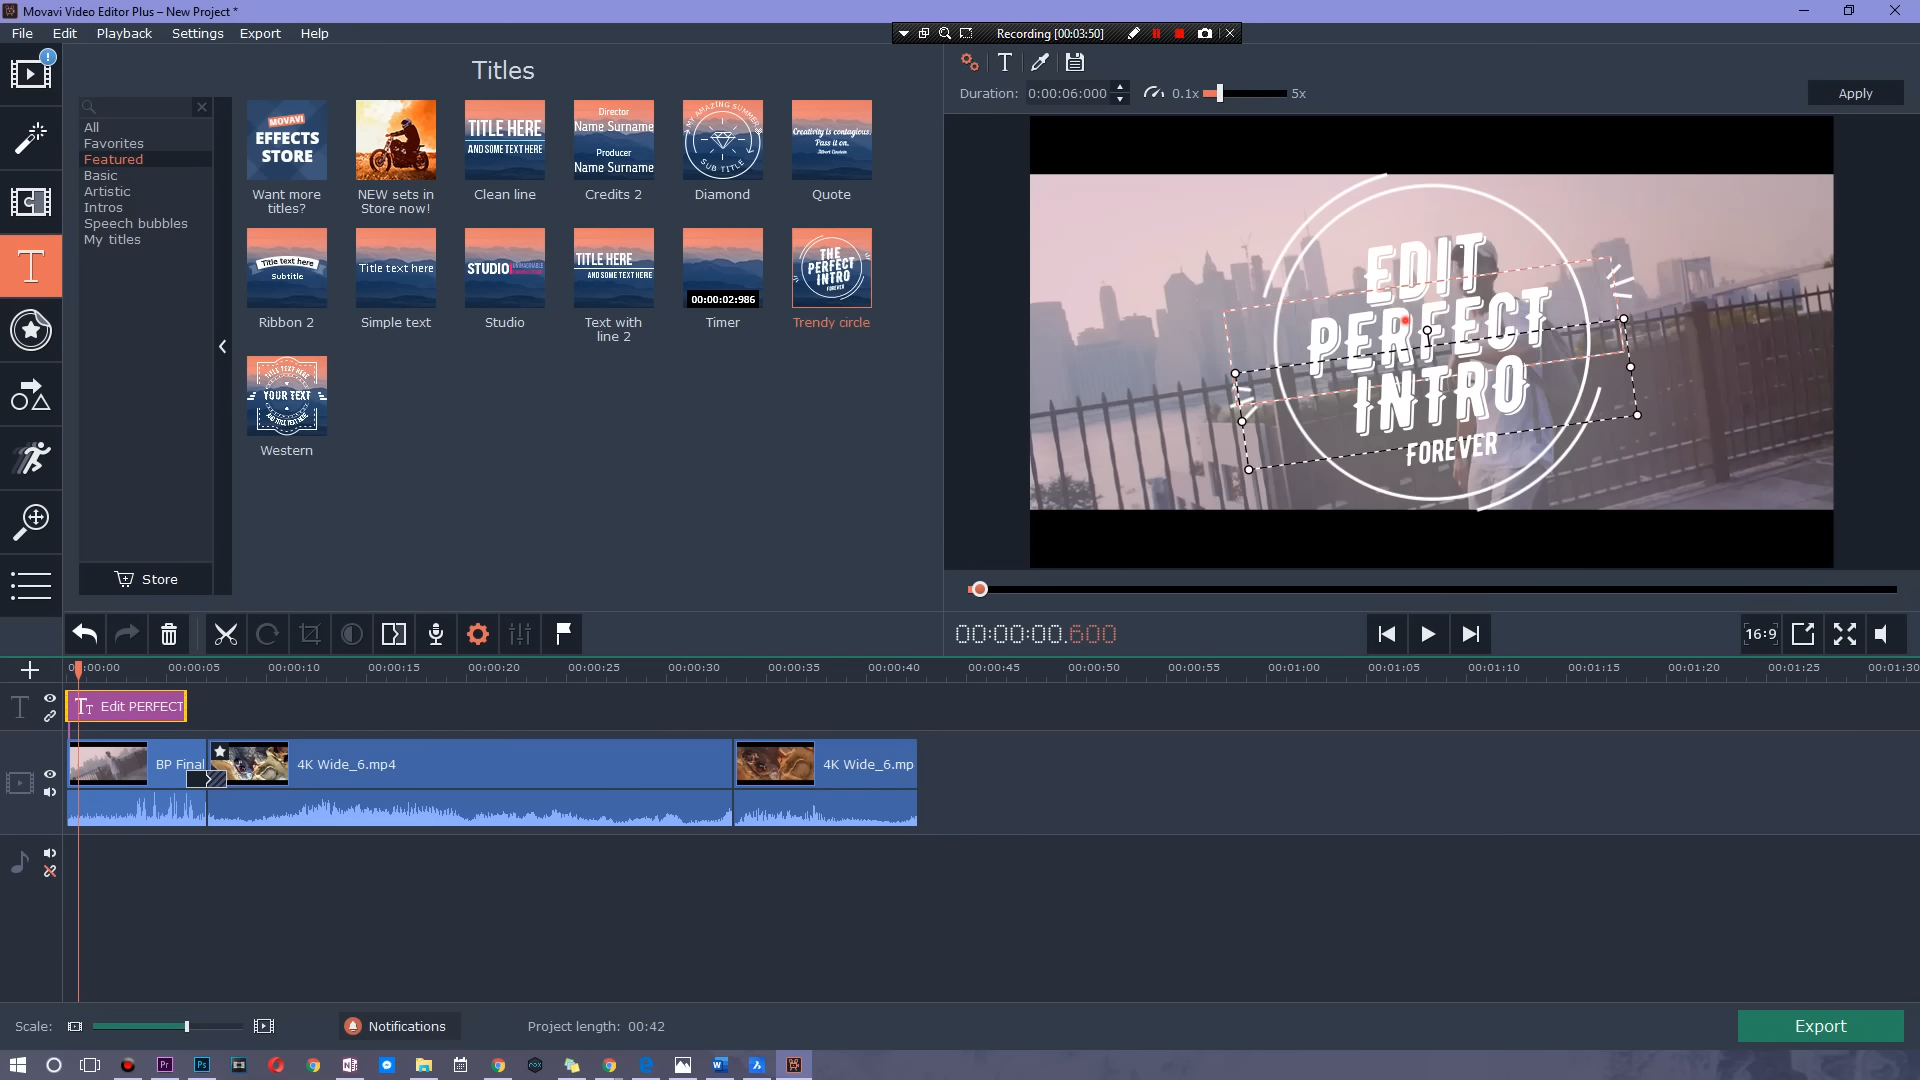 Movavi Video Editor Plus – New Project *
File Edit Playback Settings Export Help
Recording [00:03:50]
Titles
Duration: 0:00:06:000 0.1x 5x Apply
All
Favorites
Featured
Basic
Artistic
Intros
Speech bubbles
My titles
Store
MOVAVI
EFFECTS
STORE
Want more
titles?
NEW sets in
Store now!
TITLE HERE
AND SOME TEXT HERE
Clean line
Director
Name Surname
Producer
Name Surname
Credits 2
MY AMAZING SUMMER
SUB TITLE
Diamond
Creativity is contagious.
Pass it on.
Albert Einstein
Quote
Title text here
Subtitle
Ribbon 2
Title text here
Simple text
STUDIO
Studio
TITLE HERE
AND SOME TEXT HERE
Text with
line 2
00:00:02:986
Timer
THE
PERFECT
INTRO
FOREVER
Trendy circle
TITLE TEXT HERE
YOUR TEXT
Western
EDIT
PERFECT
INTRO
FOREVER
00:00:00.600
16:9
00:00:05 00:00:10 00:00:15 00:00:20 00:00:25 00:00:30 00:00:35 00:00:40 00:00:45 00:00:50 00:00:55 00:01:00 00:01:05 00:01:10 00:01:15 00:01:20 00:01:25 00:01:30
Edit PERFECT
BP Final
4K Wide_6.mp4
4K Wide_6.mp
Scale:
Notifications
Project length: 00:42
Export